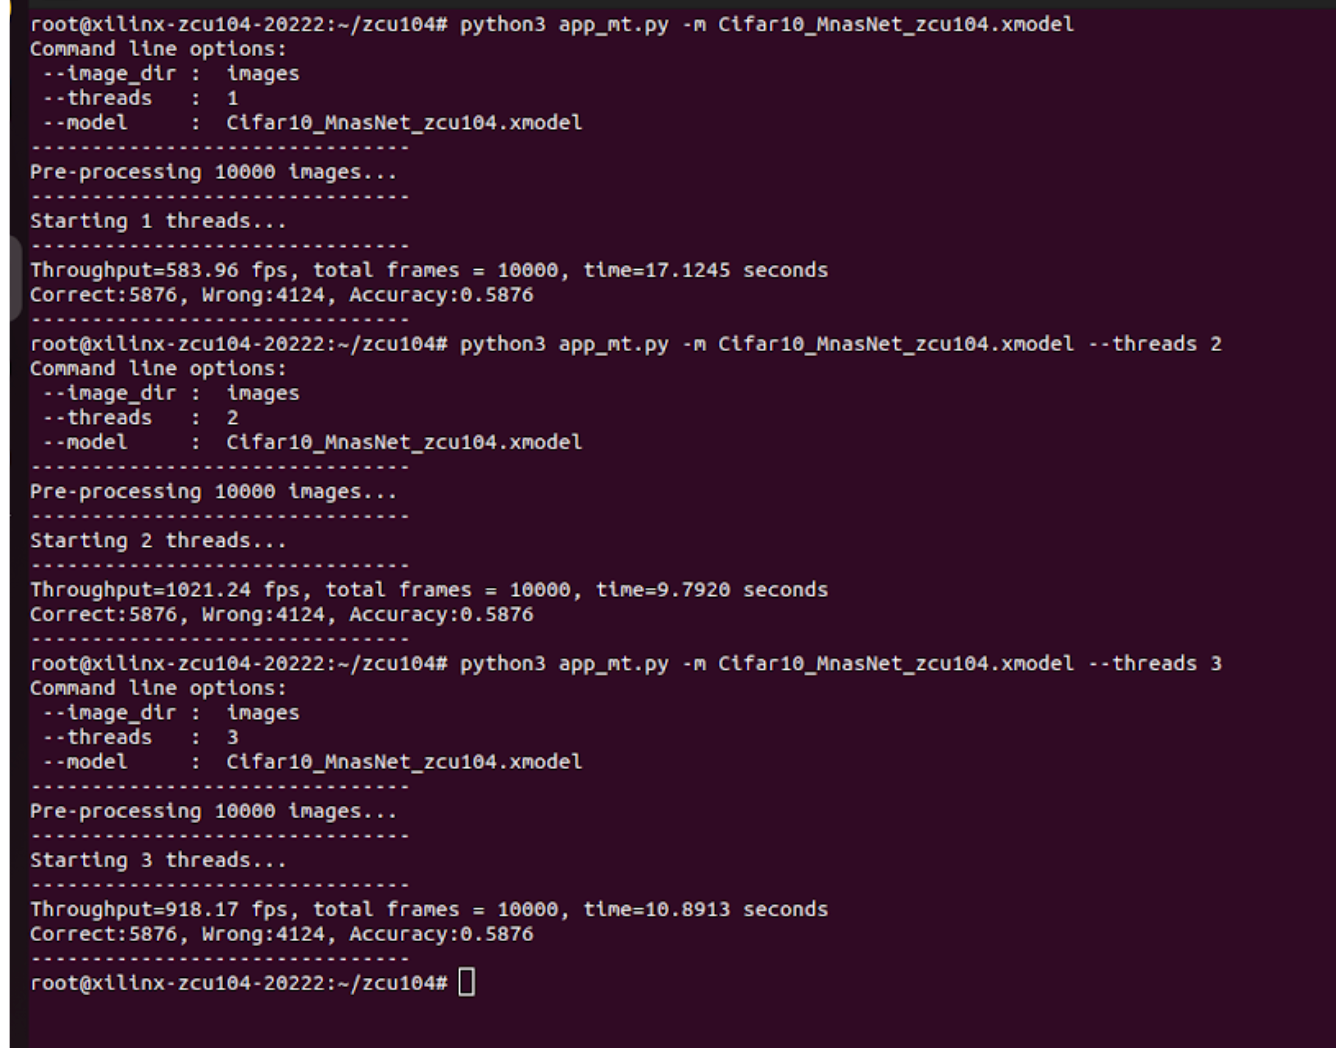 root@xilinx-zcu104-20222:~/zcu104# python3 app_mt.py -m Cifar10_MnasNet_zcu104.xmodel
Command line options:
 --image_dir :  images
 --threads   :  1
 --model     :  Cifar10_MnasNet_zcu104.xmodel
-------------------------------
Pre-processing 10000 images...
-------------------------------
Starting 1 threads...
-------------------------------
Throughput=583.96 fps, total frames = 10000, time=17.1245 seconds
Correct:5876, Wrong:4124, Accuracy:0.5876
-------------------------------
root@xilinx-zcu104-20222:~/zcu104# python3 app_mt.py -m Cifar10_MnasNet_zcu104.xmodel --threads 2
Command line options:
 --image_dir :  images
 --threads   :  2
 --model     :  Cifar10_MnasNet_zcu104.xmodel
-------------------------------
Pre-processing 10000 images...
-------------------------------
Starting 2 threads...
-------------------------------
Throughput=1021.24 fps, total frames = 10000, time=9.7920 seconds
Correct:5876, Wrong:4124, Accuracy:0.5876
-------------------------------
root@xilinx-zcu104-20222:~/zcu104# python3 app_mt.py -m Cifar10_MnasNet_zcu104.xmodel --threads 3
Command line options:
 --image_dir :  images
 --threads   :  3
 --model     :  Cifar10_MnasNet_zcu104.xmodel
-------------------------------
Pre-processing 10000 images...
-------------------------------
Starting 3 threads...
-------------------------------
Throughput=918.17 fps, total frames = 10000, time=10.8913 seconds
Correct:5876, Wrong:4124, Accuracy:0.5876
-------------------------------
root@xilinx-zcu104-20222:~/zcu104#